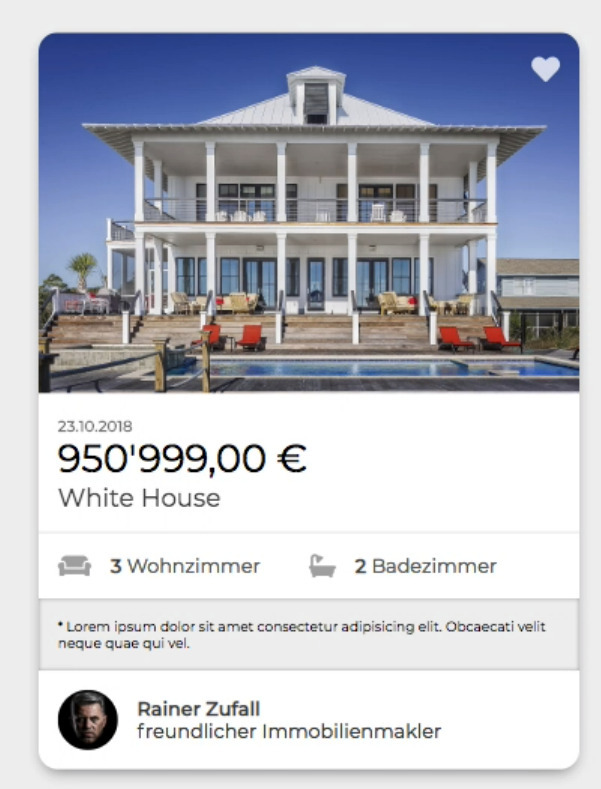 23.10.2018
950'999,00 €
White House
3 Wohnzimmer
2 Badezimmer
* Lorem ipsum dolor sit amet consectetur adipisicing elit. Obcaecati velit
neque quae qui vel.
Rainer Zufall
freundlicher Immobilienmakler